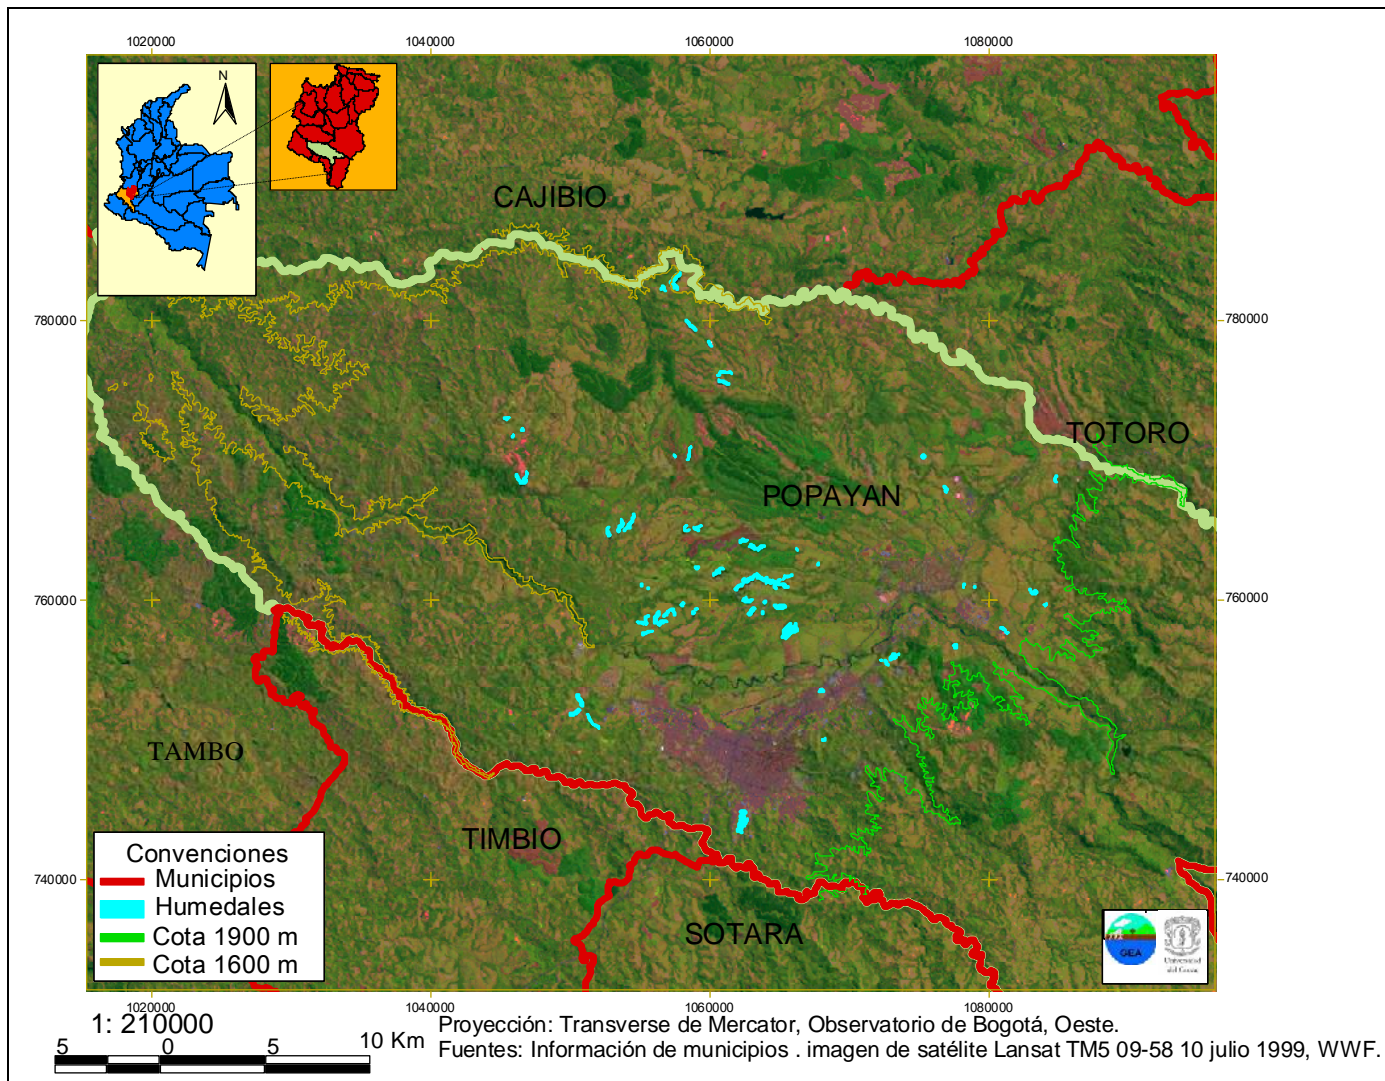 1020000 1040000 1060000 1080000
N
CAJIBIO
780000 780000
TOTORO
POPAYAN
760000 760000
TAMBO
TIMBIO
740000 740000
SOTARA
Convenciones
Municipios
Humedales
Cota 1900 m
Cota 1600 m
GEA
Universidad
del Cauca
1020000 1040000 1060000 1080000
1: 210000
5 0 5 10 Km
Proyección: Transverse de Mercator, Observatorio de Bogotá, Oeste.
Fuentes: Información de municipios . imagen de satélite Lansat TM5 09-58 10 julio 1999, WWF.